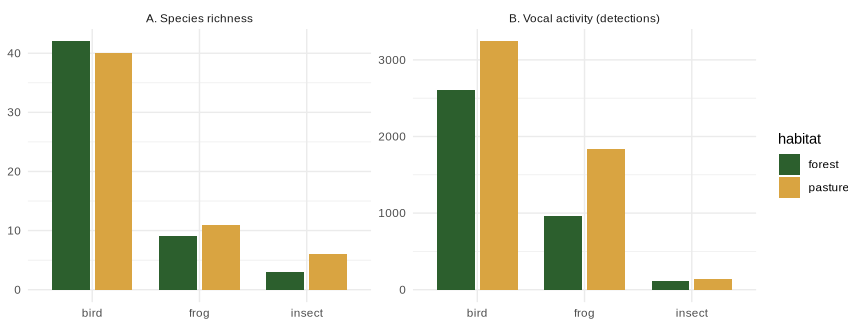 A. Species richness
B. Vocal activity (detections)
40
30
20
10
0
bird
frog
insect
3000
2000
1000
0
bird
frog
insect
habitat
forest
pasture